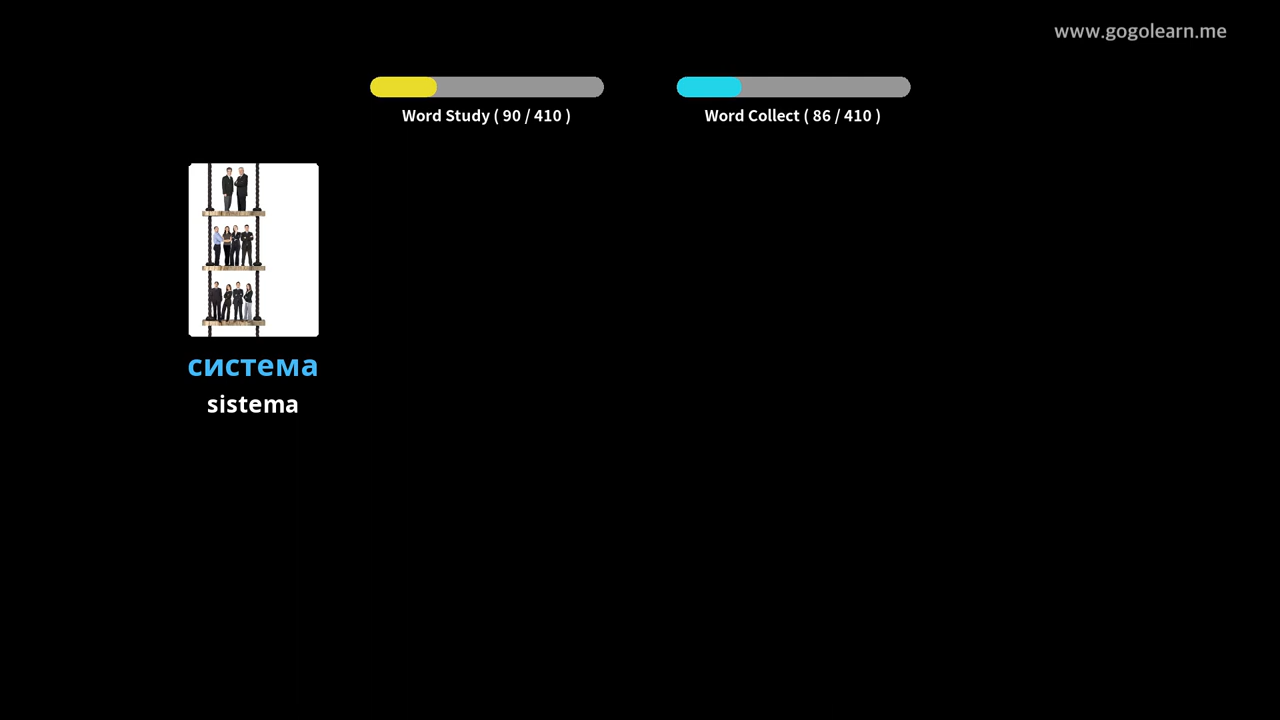 www.gogolearn.me
Word Study ( 90 / 410 )
Word Collect ( 86 / 410 )
система
sistema